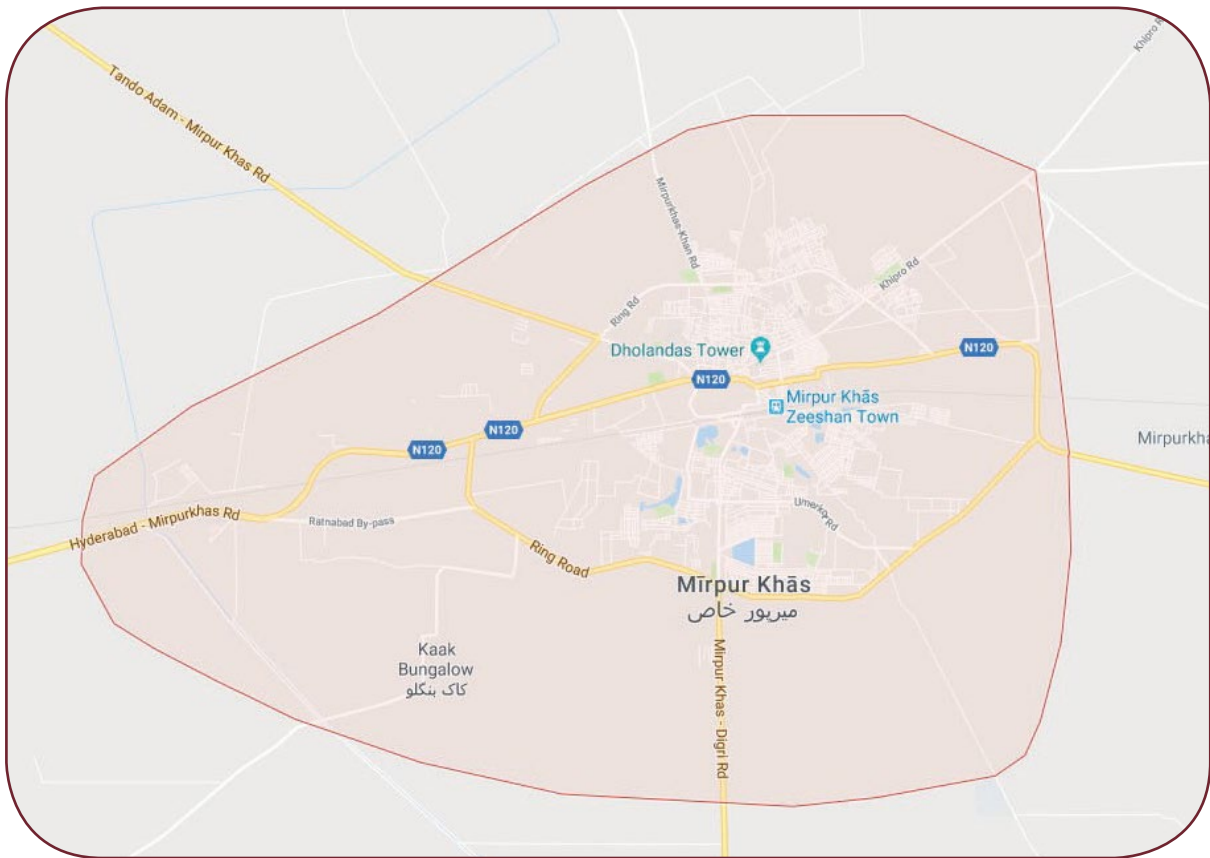 Khipro R
Tando Adam - Mirpur Khas Rd
Mirpurkhas-Khan Rd
Khipro Rd
Ring Rd
Dholandas Tower
N120
N120
Mirpur Khās
Zeeshan Town
N120
N120
Mirpurkha
Umerkot Rd
Hyderabad - Mirpurkhas Rd
Ratnabad By-pass
Ring Road
Mīrpur Khās
میرپور خاص
Kaak
Bungalow
کاک بنگلو
Mirpur Khas - Digri Rd